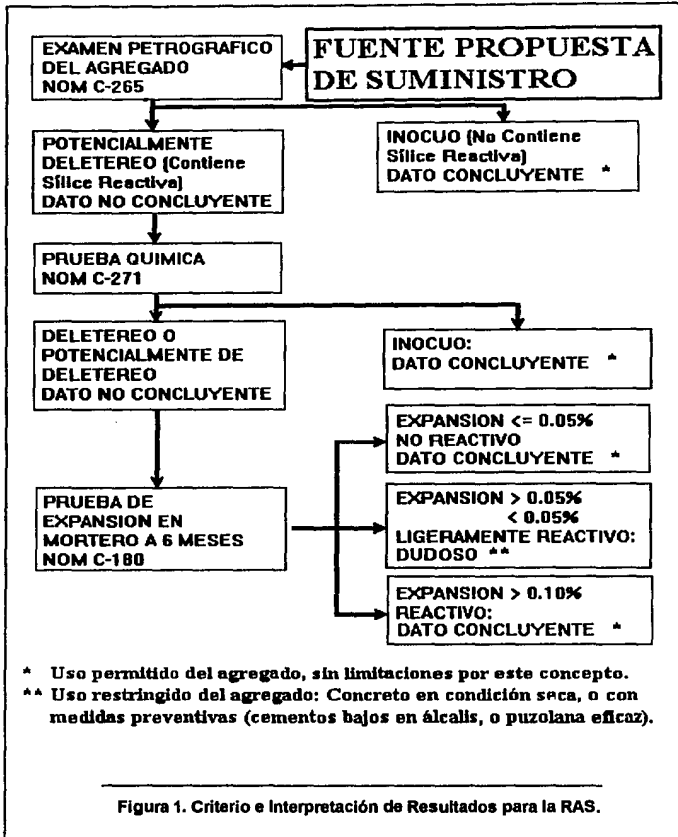 EXAMEN PETROGRAFICO
DEL AGREGADO
NOM C-265
FUENTE PROPUESTA
DE SUMINISTRO
POTENCIALMENTE
DELETEREO (Contiene
Sílice Reactiva)
DATO NO CONCLUYENTE
INOCUO (No Contiene
Sílice Reactiva)
DATO CONCLUYENTE *
PRUEBA QUIMICA
NOM C-271
DELETEREO O
POTENCIALMENTE DE
DELETEREO
DATO NO CONCLUYENTE
INOCUO:
DATO CONCLUYENTE *
EXPANSION <= 0.05%
NO REACTIVO
DATO CONCLUYENTE *
PRUEBA DE
EXPANSION EN
MORTERO A 6 MESES
NOM C-180
EXPANSION > 0.05%
< 0.05%
LIGERAMENTE REACTIVO:
DUDOSO **
EXPANSION > 0.10%
REACTIVO:
DATO CONCLUYENTE *
* Uso permitido del agregado, sin limitaciones por este concepto.
** Uso restringido del agregado: Concreto en condición seca, o con
medidas preventivas (cementos bajos en álcalis, o puzolana eficaz).
Figura 1. Criterio e Interpretación de Resultados para la RAS.